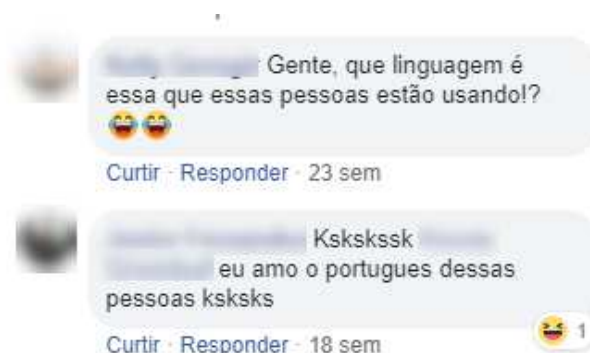 Gente, que linguagem é
essa que essas pessoas estão usando!?
😂😂
Curtir · Responder · 23 sem
Ksksksskk
eu amo o portugues dessas
pessoas ksksks
😆 1
Curtir · Responder · 18 sem